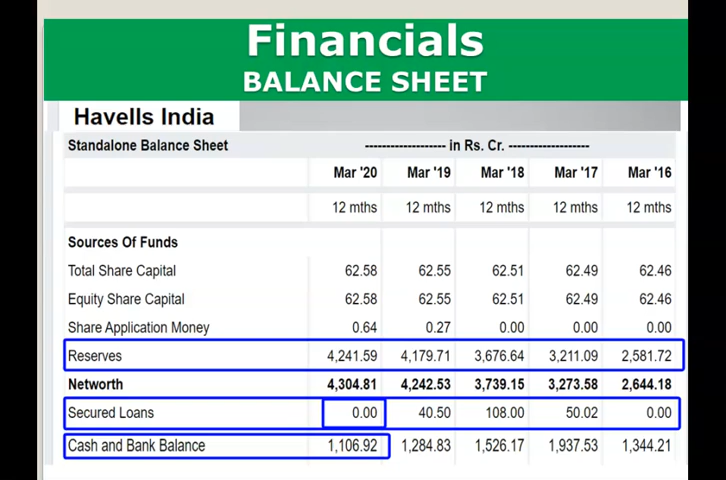 Financials
BALANCE SHEET
Havells India
Standalone Balance Sheet ------------------- in Rs. Cr. -------------------
Mar '20 Mar '19 Mar '18 Mar '17 Mar '16
12 mths 12 mths 12 mths 12 mths 12 mths
Sources Of Funds
Total Share Capital 62.58 62.55 62.51 62.49 62.46
Equity Share Capital 62.58 62.55 62.51 62.49 62.46
Share Application Money 0.64 0.27 0.00 0.00 0.00
Reserves 4,241.59 4,179.71 3,676.64 3,211.09 2,581.72
Networth 4,304.81 4,242.53 3,739.15 3,273.58 2,644.18
Secured Loans 0.00 40.50 108.00 50.02 0.00
Cash and Bank Balance 1,106.92 1,284.83 1,526.17 1,937.53 1,344.21